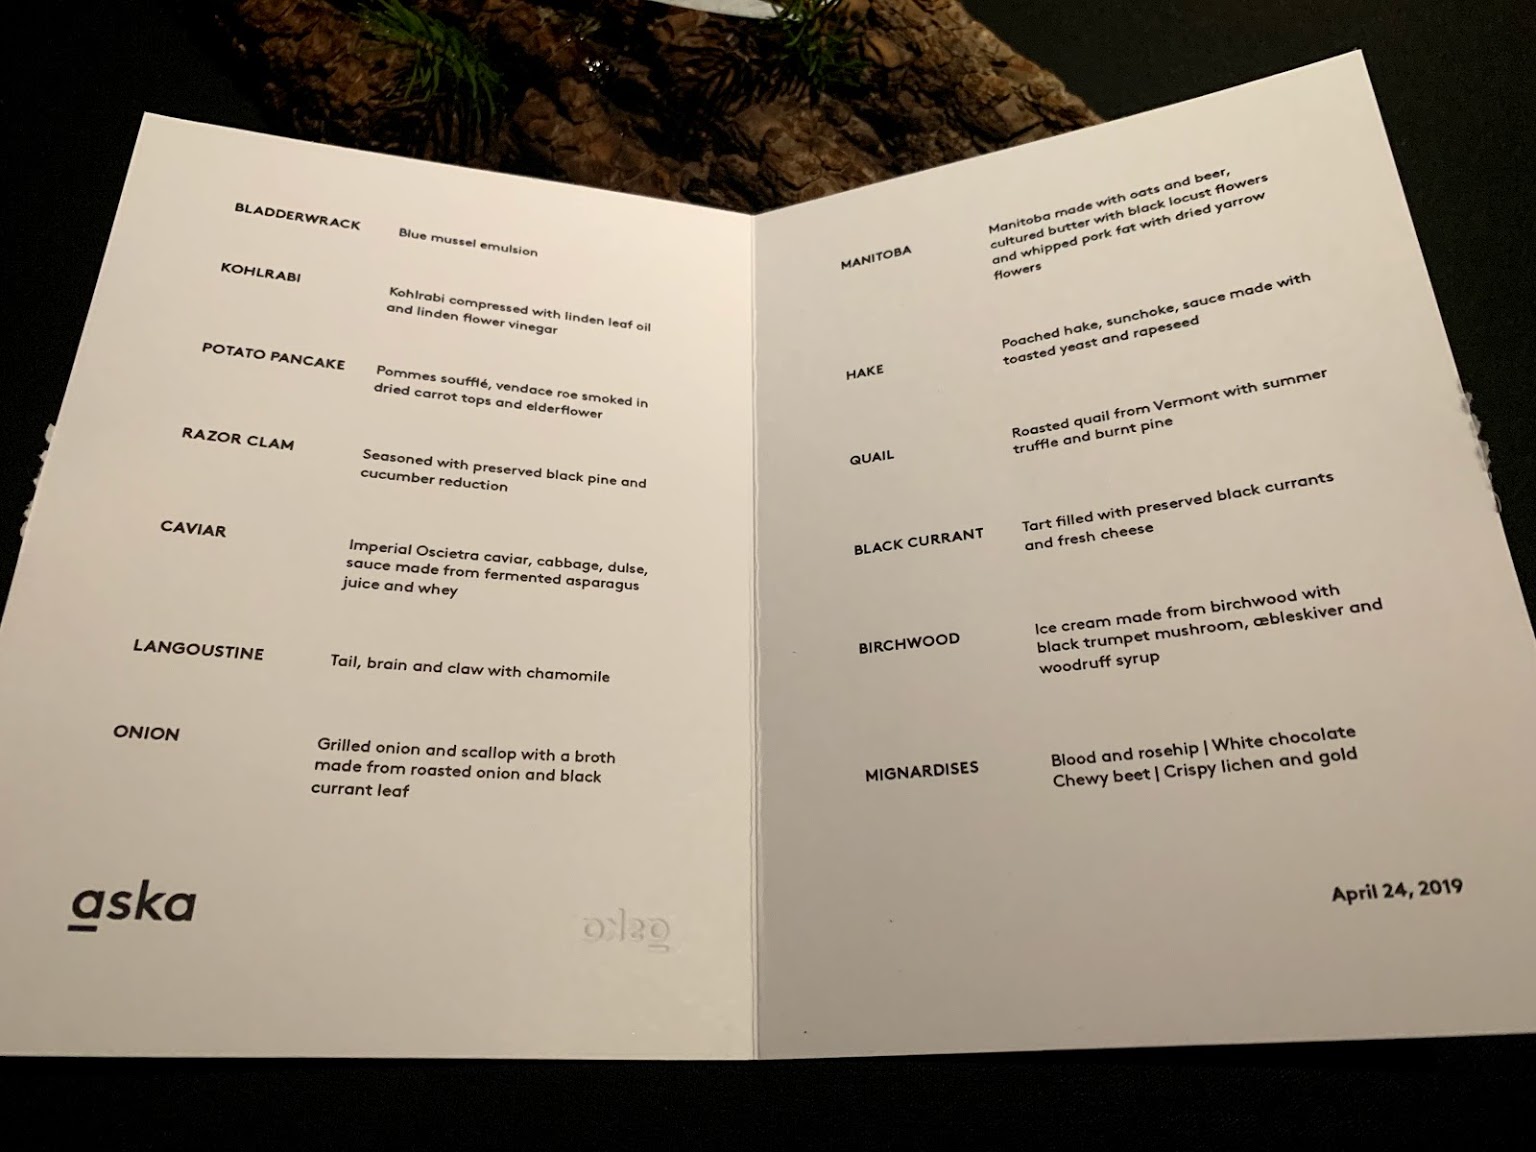 BLADDERWRACK
Blue mussel emulsion
KOHLRABI
Kohlrabi compressed with linden leaf oil
and linden flower vinegar
POTATO PANCAKE
Pommes soufflé, vendace roe smoked in
dried carrot tops and elderflower
RAZOR CLAM
Seasoned with preserved black pine and
cucumber reduction
CAVIAR
Imperial Oscietra caviar, cabbage, dulse,
sauce made from fermented asparagus
juice and whey
LANGOUSTINE
Tail, brain and claw with chamomile
ONION
Grilled onion and scallop with a broth
made from roasted onion and black
currant leaf
aska
aska
MANITOBA
Manitoba made with oats and beer,
cultured butter with black locust flowers
and whipped pork fat with dried yarrow
flowers
HAKE
Poached hake, sunchoke, sauce made with
toasted yeast and rapeseed
QUAIL
Roasted quail from Vermont with summer
truffle and burnt pine
BLACK CURRANT
Tart filled with preserved black currants
and fresh cheese
BIRCHWOOD
Ice cream made from birchwood with
black trumpet mushroom, æbleskiver and
woodruff syrup
MIGNARDISES
Blood and rosehip | White chocolate
Chewy beet | Crispy lichen and gold
April 24, 2019